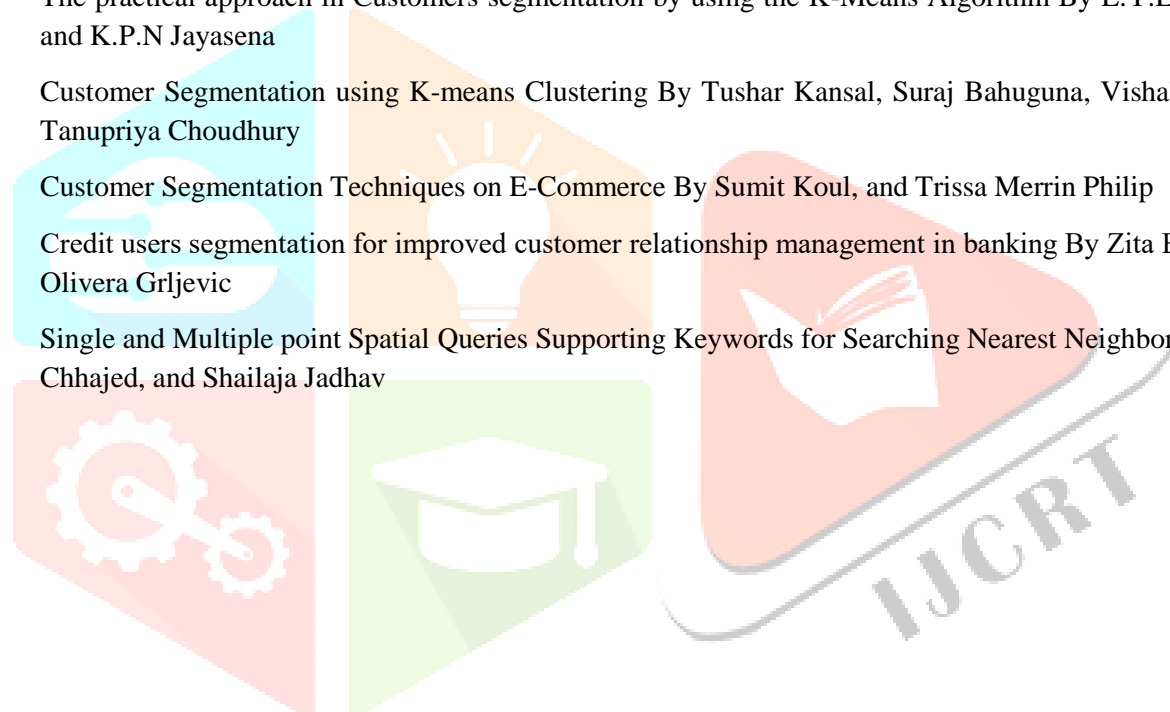 The practical approach in Customers segmentation by using the K-Means Algorithm By E.Y.L
and K.P.N Jayasena
Customer Segmentation using K-means Clustering By Tushar Kansal, Suraj Bahuguna, Visha
Tanupriya Choudhury
Customer Segmentation Techniques on E-Commerce By Sumit Koul, and Trissa Merrin Philip
Credit users segmentation for improved customer relationship management in banking By Zita
Olivera Grljevic
Single and Multiple point Spatial Queries Supporting Keywords for Searching Nearest Neighbor
Chhajed, and Shailaja Jadhav
IJCRT